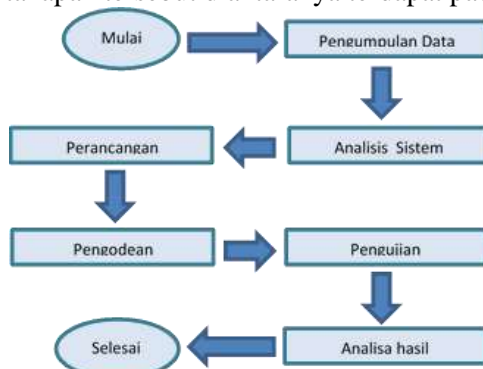 Mulai
Pengumpulan Data
Analisis Sistem
Perancangan
Pengodean
Pengujian
Analisa hasil
Selesai